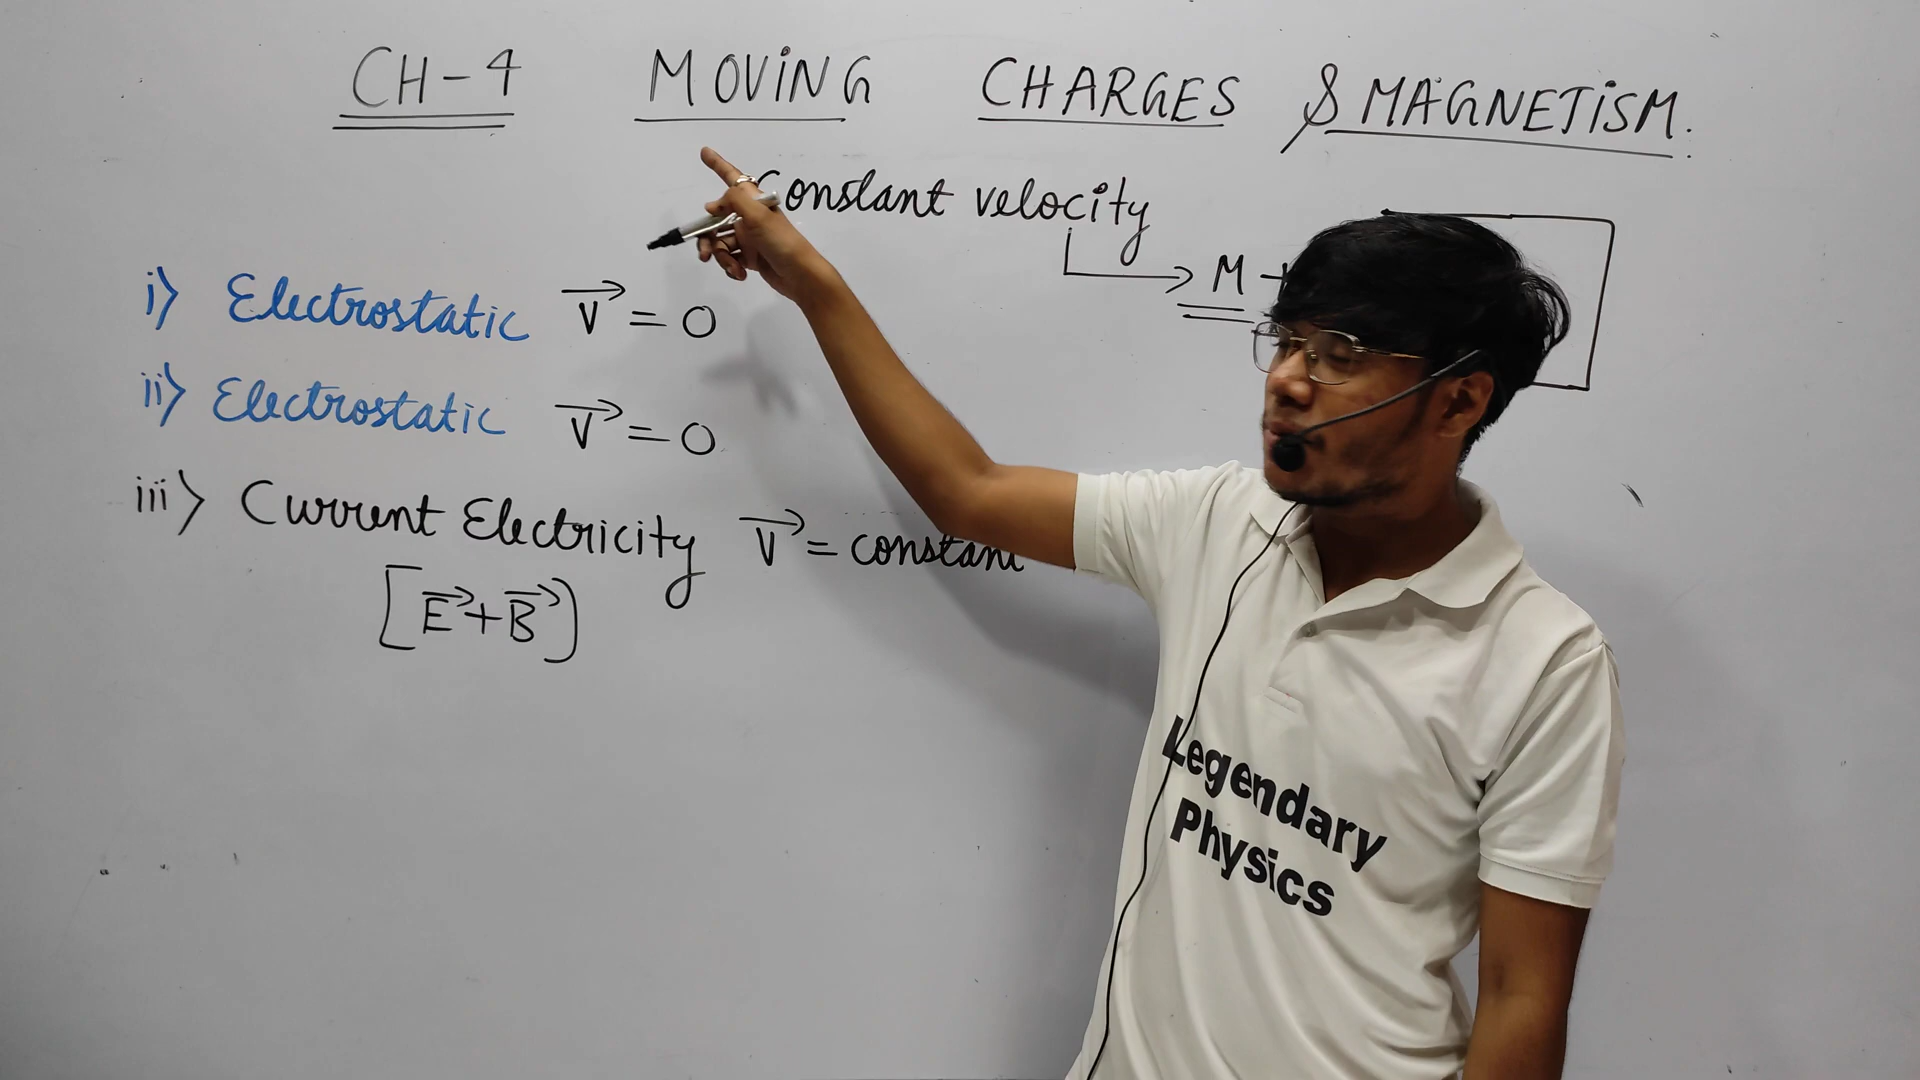 CH-4 MOVING CHARGES & MAGNETISM.
Constant velocity
M
i) Electrostatic V⃗ = 0
ii) Electrostatic V⃗ = 0
iii) Current Electricity V⃗ = constant
[E⃗+B⃗)
Legendary
Physics